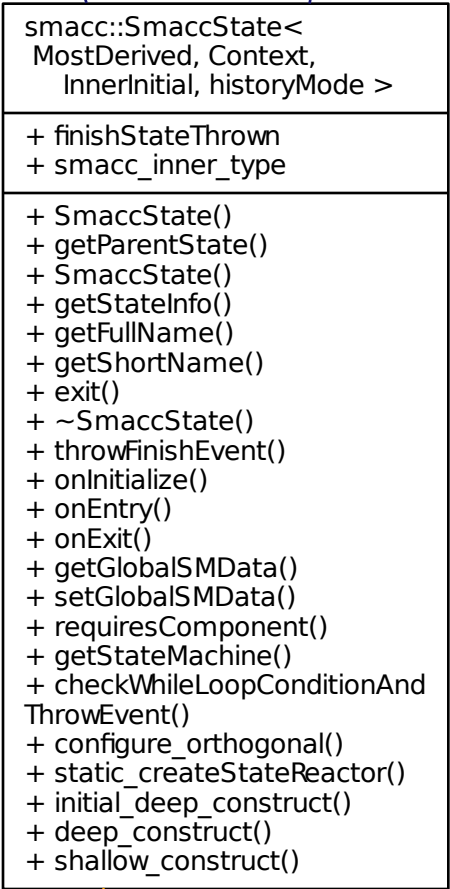 smacc::SmaccState<
MostDerived, Context,
InnerInitial, historyMode >
+ finishStateThrown
+ smacc_inner_type
+ SmaccState()
+ getParentState()
+ SmaccState()
+ getStateInfo()
+ getFullName()
+ getShortName()
+ exit()
+ ~SmaccState()
+ throwFinishEvent()
+ onInitialize()
+ onEntry()
+ onExit()
+ getGlobalSMData()
+ setGlobalSMData()
+ requiresComponent()
+ getStateMachine()
+ checkWhileLoopConditionAnd
ThrowEvent()
+ configure_orthogonal()
+ static_createStateReactor()
+ initial_deep_construct()
+ deep_construct()
+ shallow_construct()